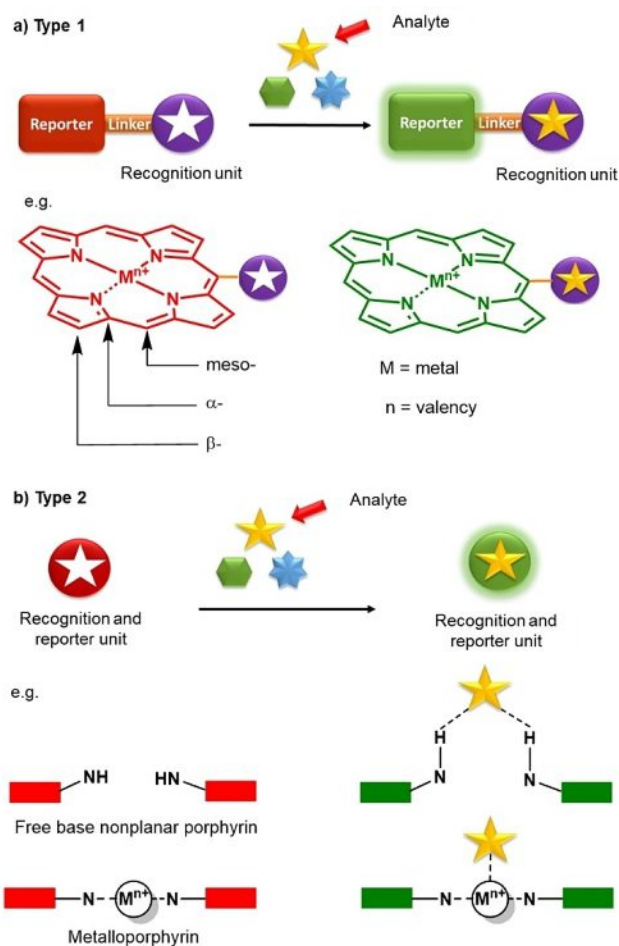 a) Type 1
Analyte
Reporter Linker
Reporter Linker
Recognition unit
Recognition unit
e.g.
N N Mⁿ⁺ N N
N N Mⁿ⁺ N N
meso-
α-
β-
M = metal
n = valency
b) Type 2
Analyte
Recognition and
reporter unit
Recognition and
reporter unit
e.g.
NH HN
H H
N N
Free base nonplanar porphyrin
N Mⁿ⁺ N
N Mⁿ⁺ N
Metalloporphyrin